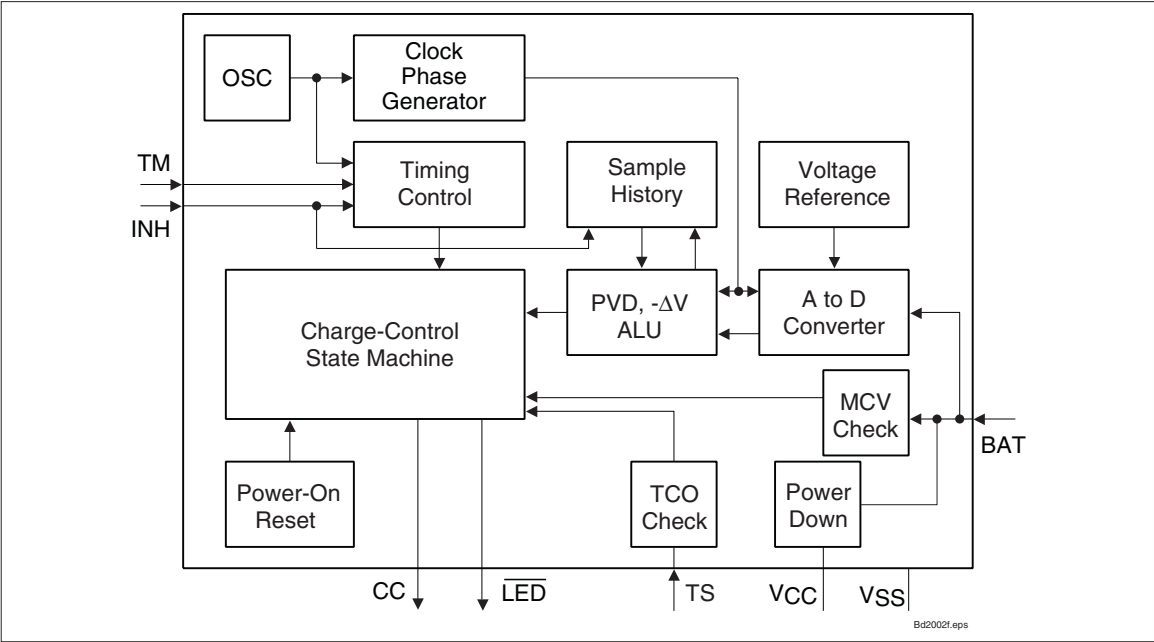 OSC
Clock
Phase
Generator
TM
INH
Timing
Control
Sample
History
Voltage
Reference
Charge-Control
State Machine
PVD, -ΔV
ALU
A to D
Converter
MCV
Check
BAT
Power-On
Reset
TCO
Check
Power
Down
CC
LED
TS
VCC
VSS
Bd2002f.eps